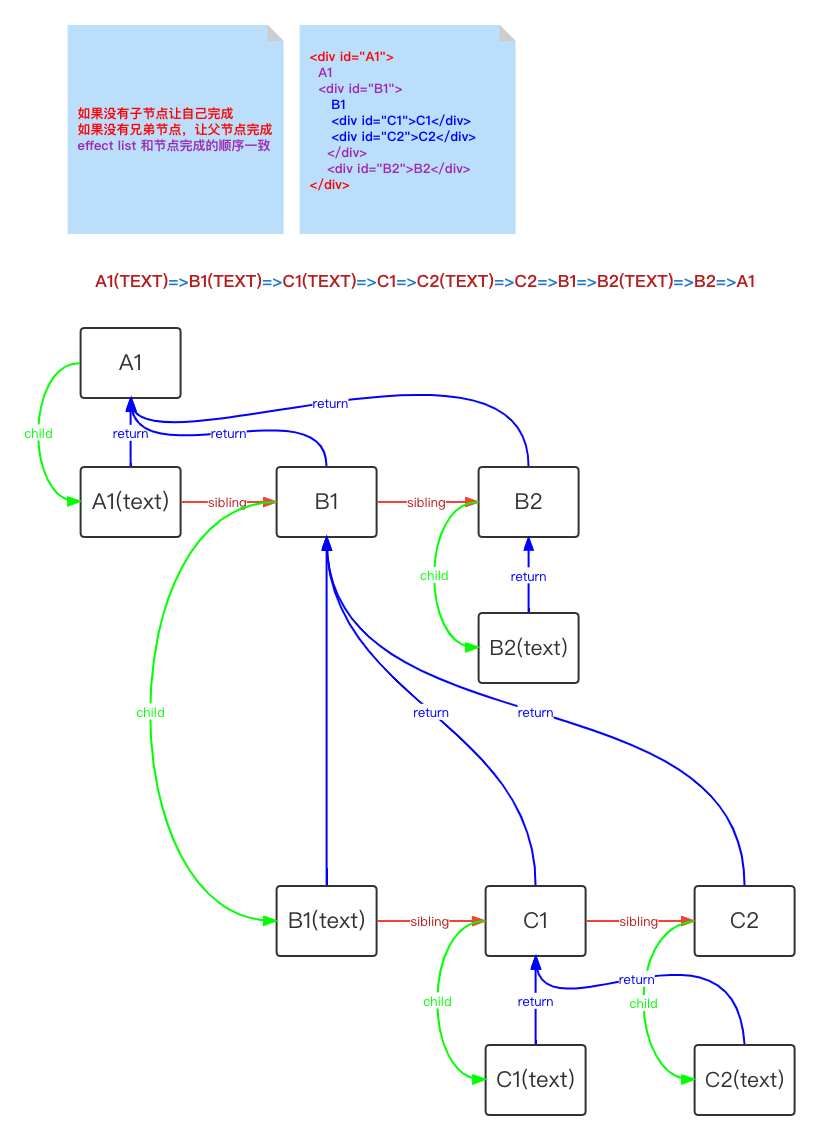 如果没有子节点让自己完成
如果没有兄弟节点，让父节点完成
effect list 和节点完成的顺序一致
<div id="A1">
A1
<div id="B1">
B1
<div id="C1">C1</div>
<div id="C2">C2</div>
</div>
<div id="B2">B2</div>
</div>
A1(TEXT)=>B1(TEXT)=>C1(TEXT)=>C1=>C2(TEXT)=>C2=>B1=>B2(TEXT)=>B2=>A1
A1
return
child
return
return
A1(text)
sibling
B1
sibling
B2
child
return
B2(text)
child
return
return
B1(text)
sibling
C1
sibling
C2
return
child
return
child
C1(text)
C2(text)